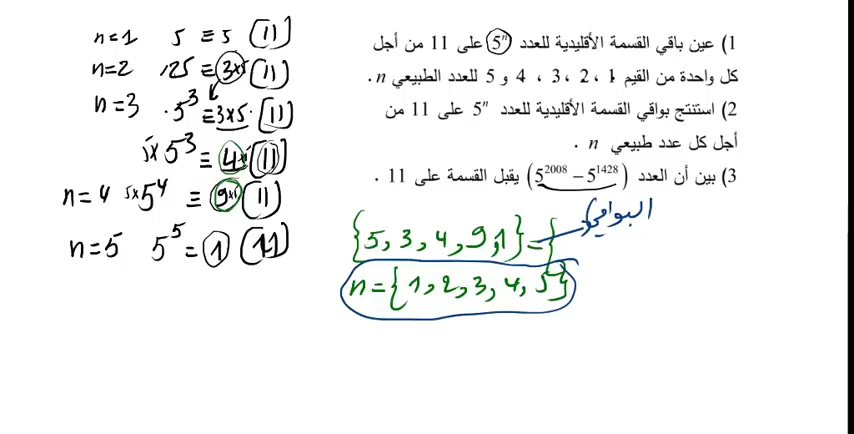 1) عين باقي القسمة الأقليدية للعدد 5ⁿ على 11 من أجل
كل واحدة من القيم 1 ، 2 ، 3 ، 4 و 5 للعدد الطبيعي n .
2) استنتج بواقي القسمة الأقليدية للعدد 5ⁿ على 11 من
أجل كل عدد طبيعي n .
3) بين أن العدد (5²⁰⁰⁸ − 5¹⁴²⁸) يقبل القسمة على 11 .
n=1 5 ≡ 5 [11]
n=2 25 ≡ 3×5 [11]
n=3 5³ ≡ 3×5 [11]
5× 5³ ≡ 4×5 [11]
n=4 5× 5⁴ ≡ 9×5 [11]
n=5 5⁵ = 1 [11]
{5, 3, 4, 9, 1} = { البواقي
n={1, 2, 3, 4, 5}